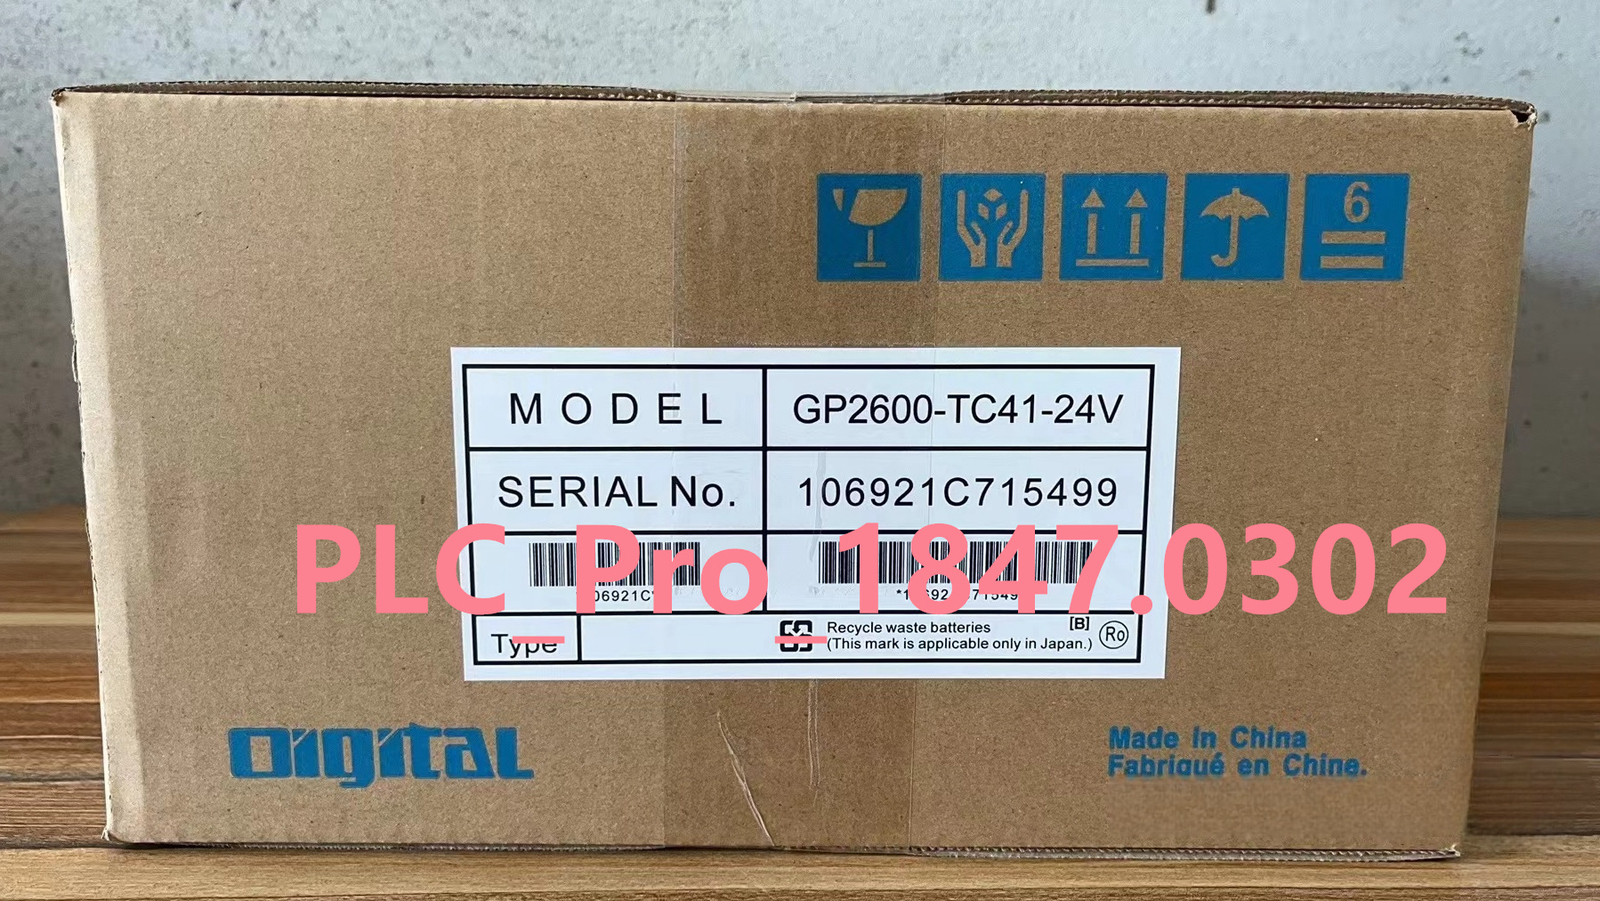 6
MODEL GP2600-TC41-24V
SERIAL No. 106921C715499
PLC Pro 1847.0302
Type
Recycle waste batteries [B]
(This mark is applicable only in Japan.) Ro
Digital
Made in China
Fabriqué en Chine.